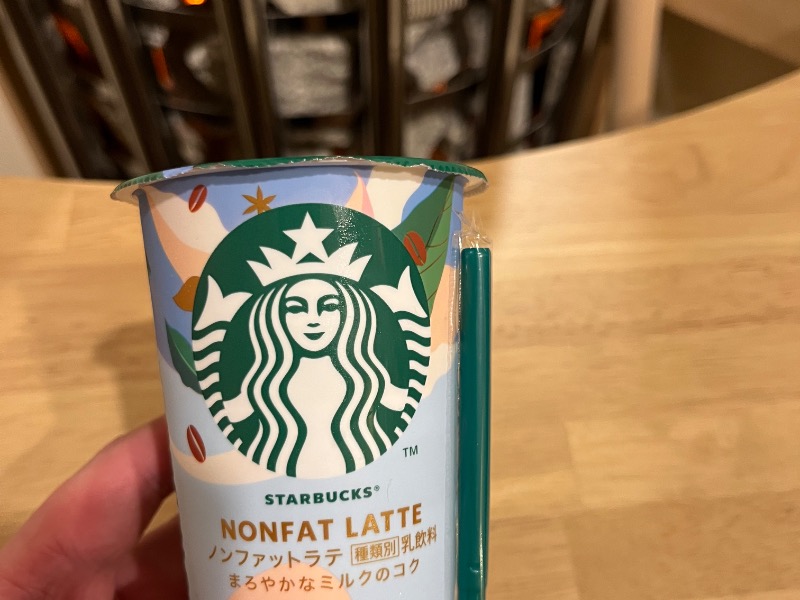 TM
STARBUCKS®
NONFAT LATTE
ノンファットラテ 種類別 乳飲料
まろやかなミルクのコク